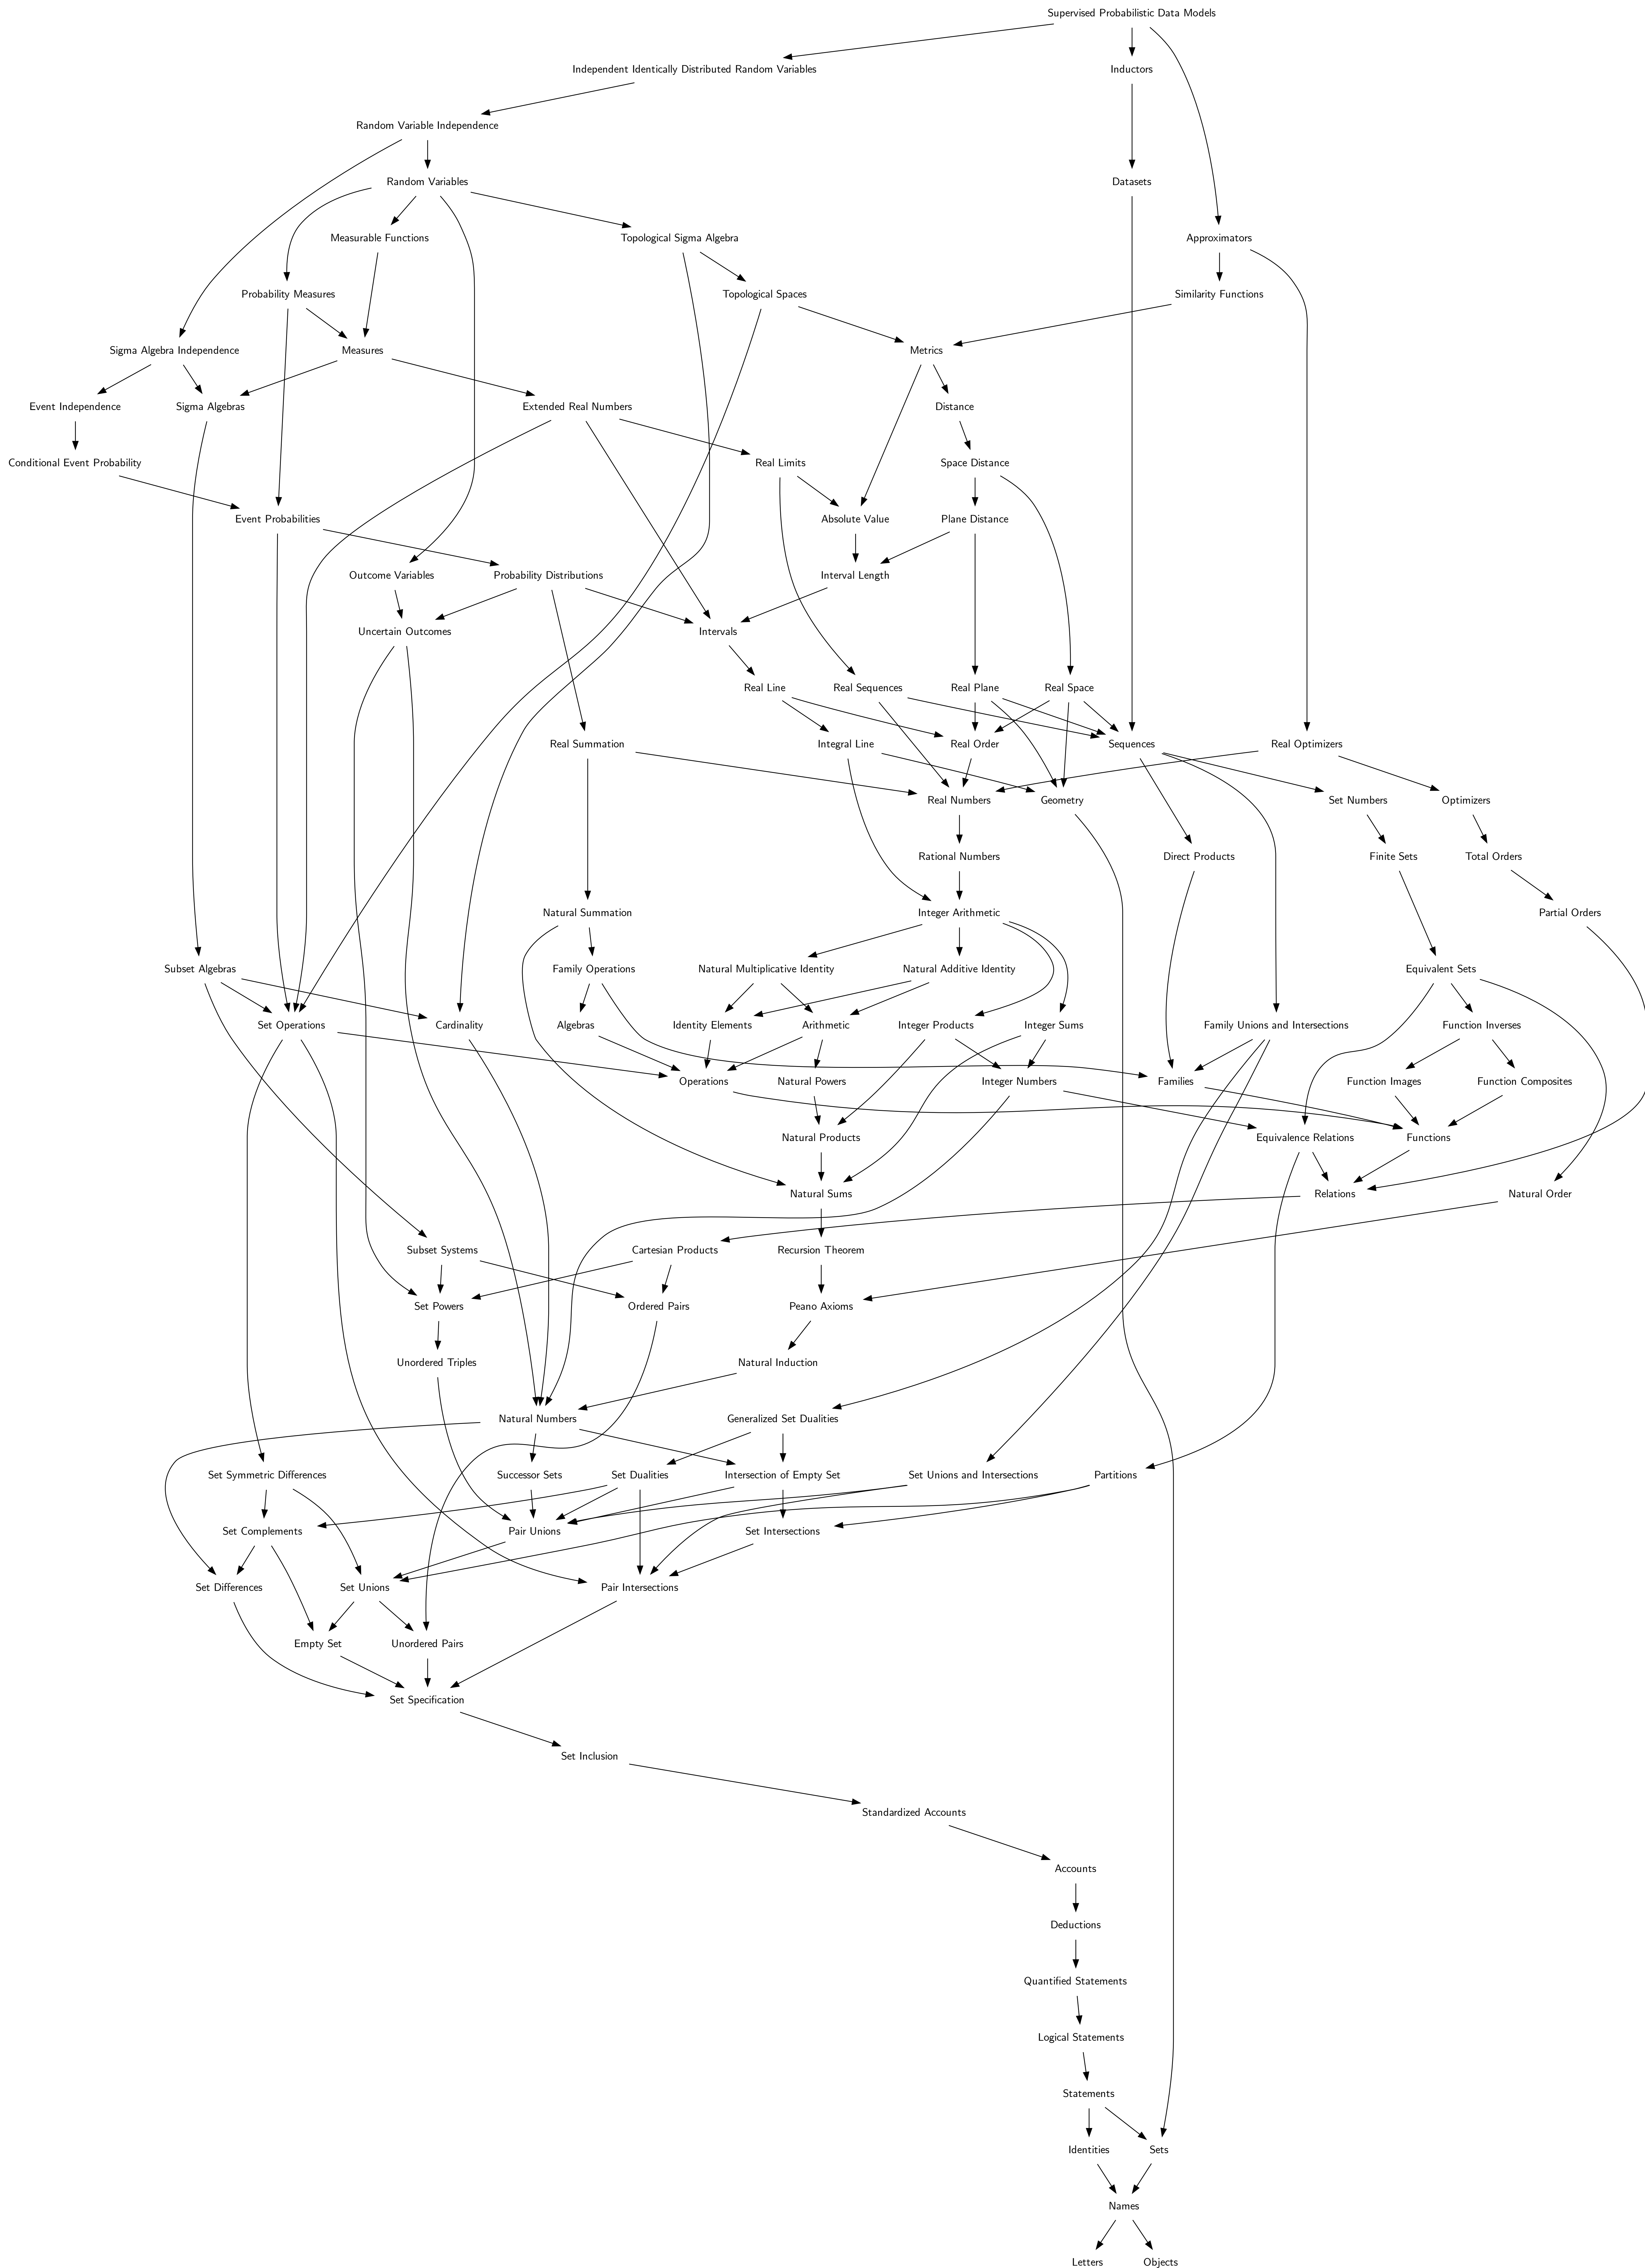 Supervised Probabilistic Data Models
Independent Identically Distributed Random Variables
Inductors
Random Variable Independence
Random Variables
Datasets
Measurable Functions
Topological Sigma Algebra
Approximators
Probability Measures
Topological Spaces
Similarity Functions
Sigma Algebra Independence
Measures
Metrics
Event Independence
Sigma Algebras
Extended Real Numbers
Distance
Conditional Event Probability
Real Limits
Space Distance
Event Probabilities
Absolute Value
Plane Distance
Outcome Variables
Probability Distributions
Interval Length
Uncertain Outcomes
Intervals
Real Line
Real Sequences
Real Plane
Real Space
Real Summation
Integral Line
Real Order
Sequences
Real Optimizers
Real Numbers
Geometry
Set Numbers
Optimizers
Rational Numbers
Direct Products
Finite Sets
Total Orders
Natural Summation
Integer Arithmetic
Partial Orders
Subset Algebras
Family Operations
Natural Multiplicative Identity
Natural Additive Identity
Equivalent Sets
Set Operations
Cardinality
Algebras
Identity Elements
Arithmetic
Integer Products
Integer Sums
Family Unions and Intersections
Function Inverses
Operations
Natural Powers
Integer Numbers
Families
Function Images
Function Composites
Natural Products
Equivalence Relations
Functions
Natural Sums
Relations
Natural Order
Subset Systems
Cartesian Products
Recursion Theorem
Set Powers
Ordered Pairs
Peano Axioms
Unordered Triples
Natural Induction
Natural Numbers
Generalized Set Dualities
Set Symmetric Differences
Successor Sets
Set Dualities
Intersection of Empty Set
Set Unions and Intersections
Partitions
Set Complements
Pair Unions
Set Intersections
Set Differences
Set Unions
Pair Intersections
Empty Set
Unordered Pairs
Set Specification
Set Inclusion
Standardized Accounts
Accounts
Deductions
Quantified Statements
Logical Statements
Statements
Identities
Sets
Names
Letters
Objects